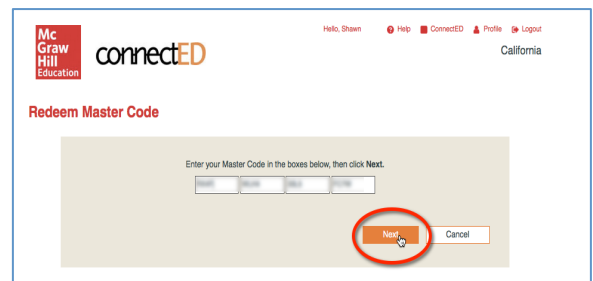 Mc
Graw
Hill
Education
connectED
Hello, Shawn Help ConnectED Profile Logout
California
Redeem Master Code
Enter your Master Code in the boxes below, then click Next.
Next Cancel